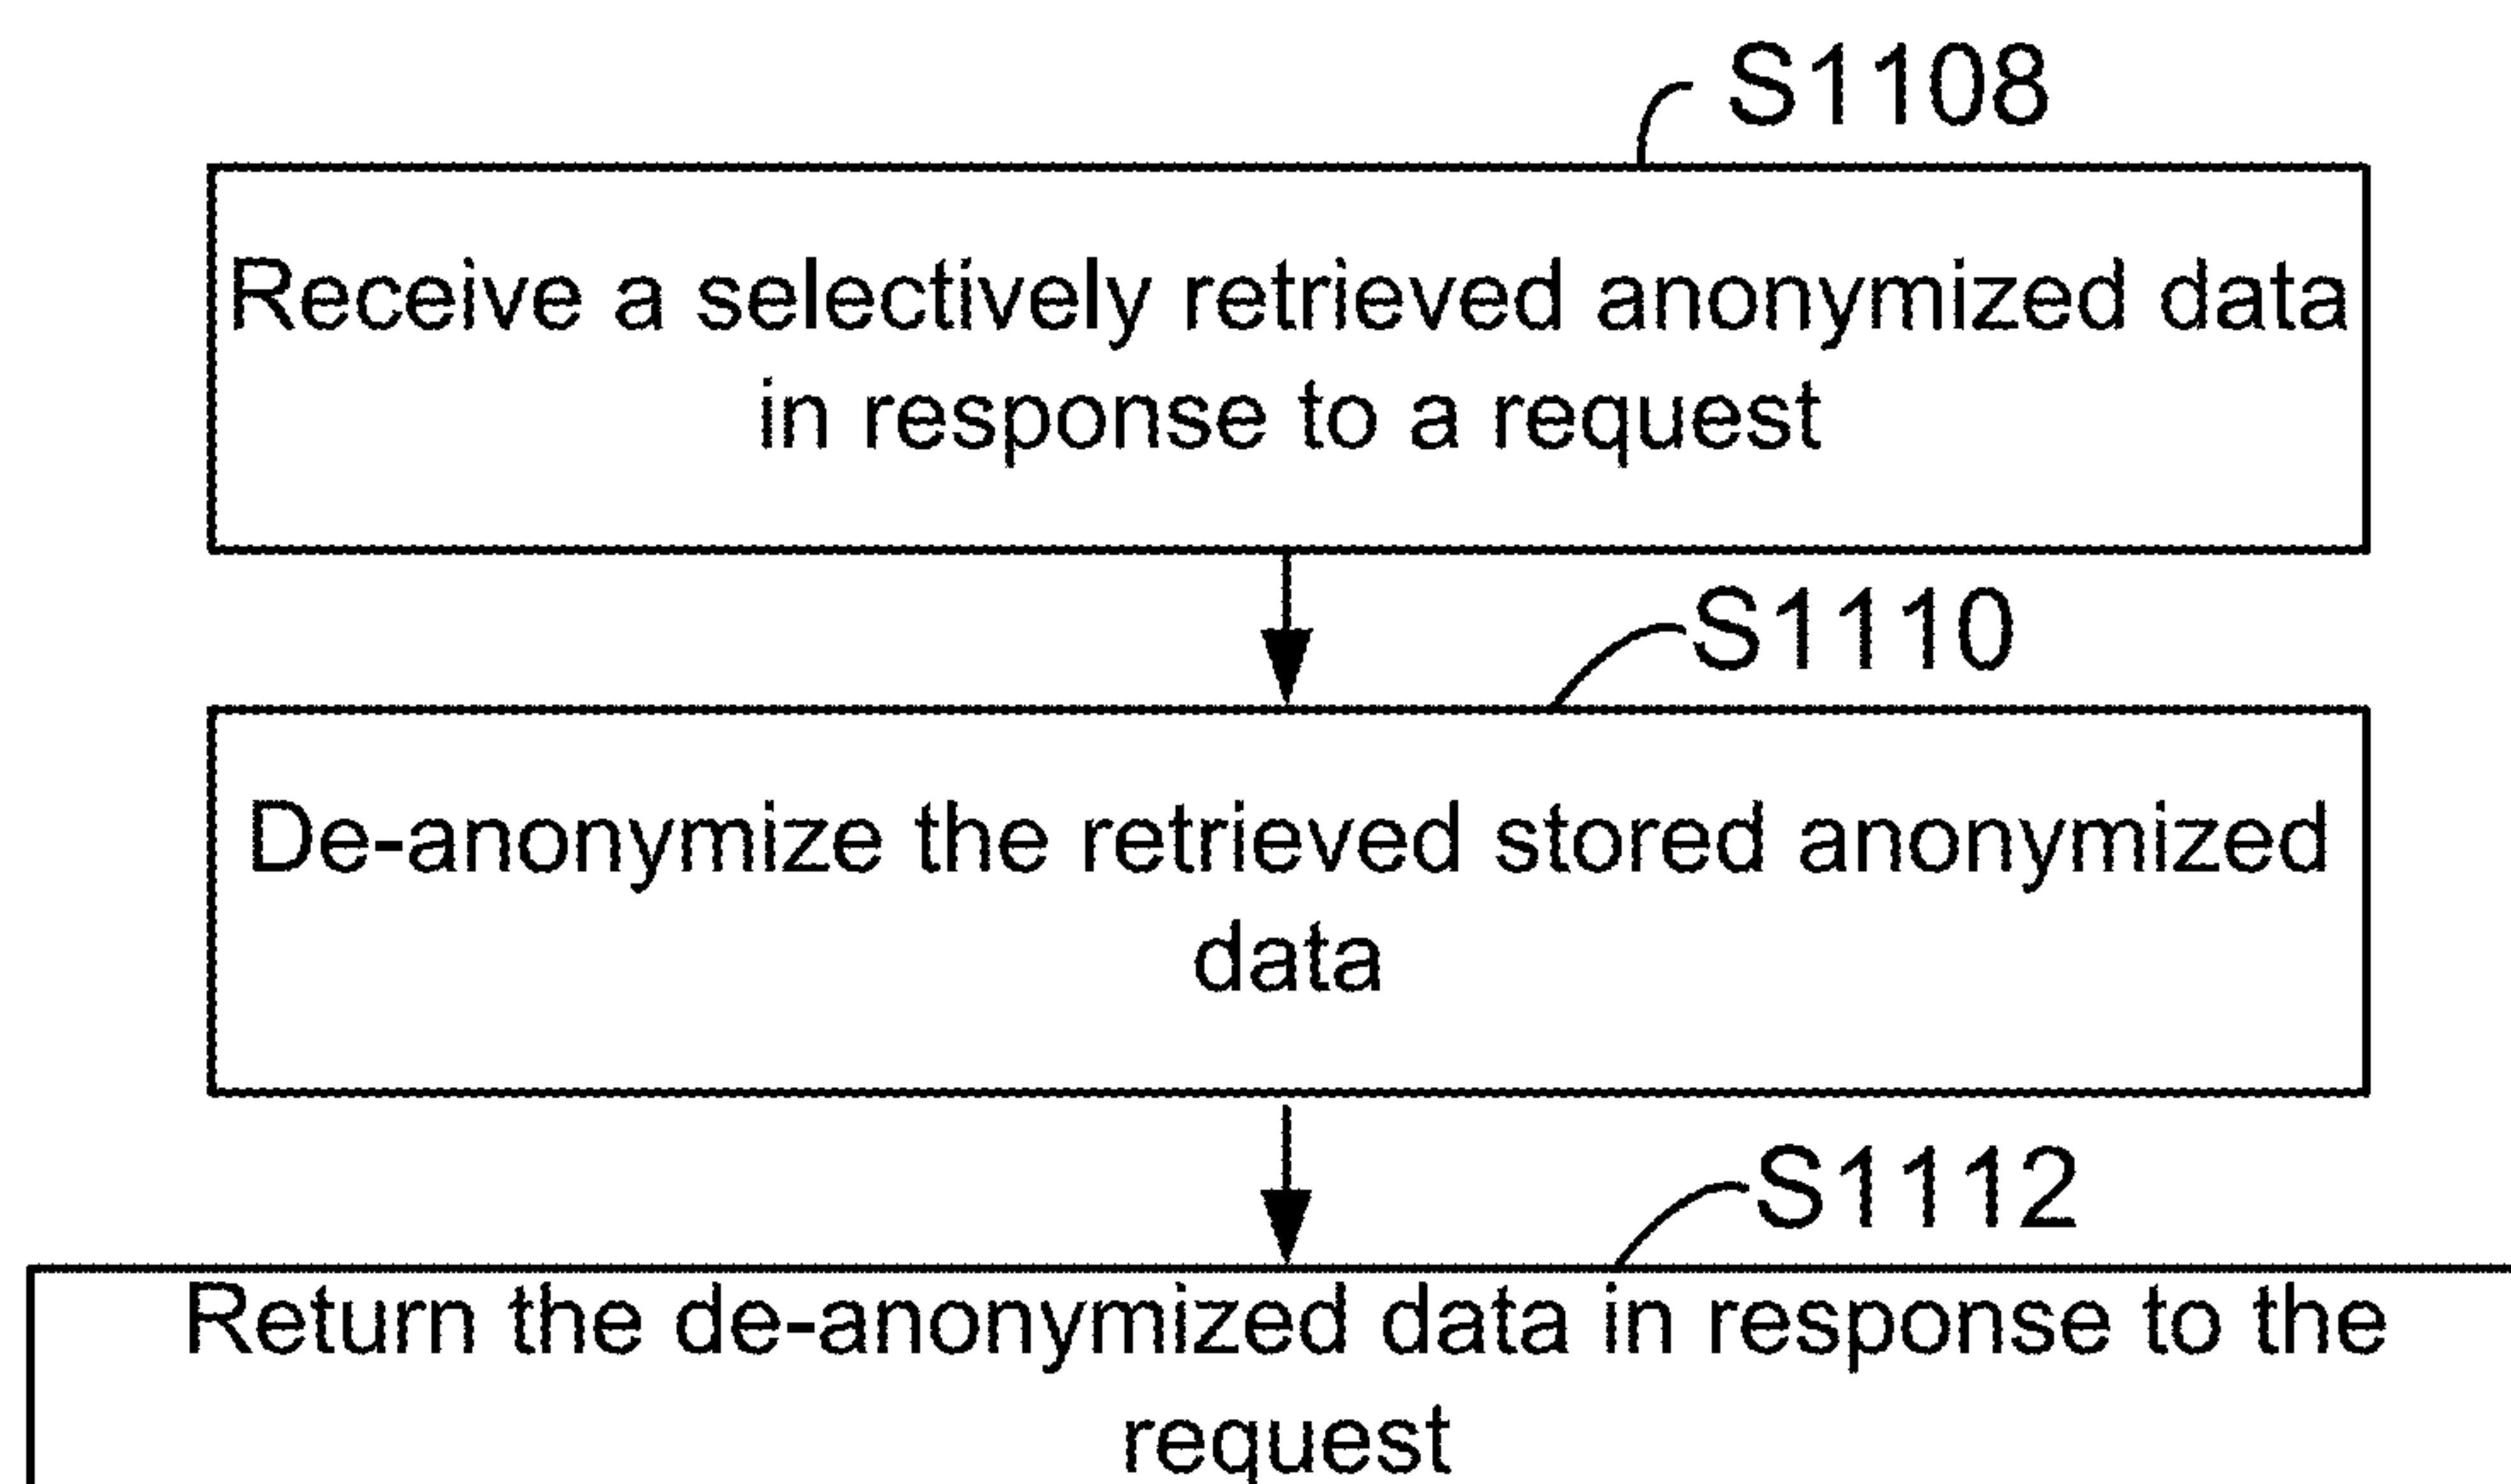 S1108
Receive a selectively retrieved anonymized data
in response to a request
S1110
De-anonymize the retrieved stored anonymized
data
S1112
Return the de-anonymized data in response to the
request